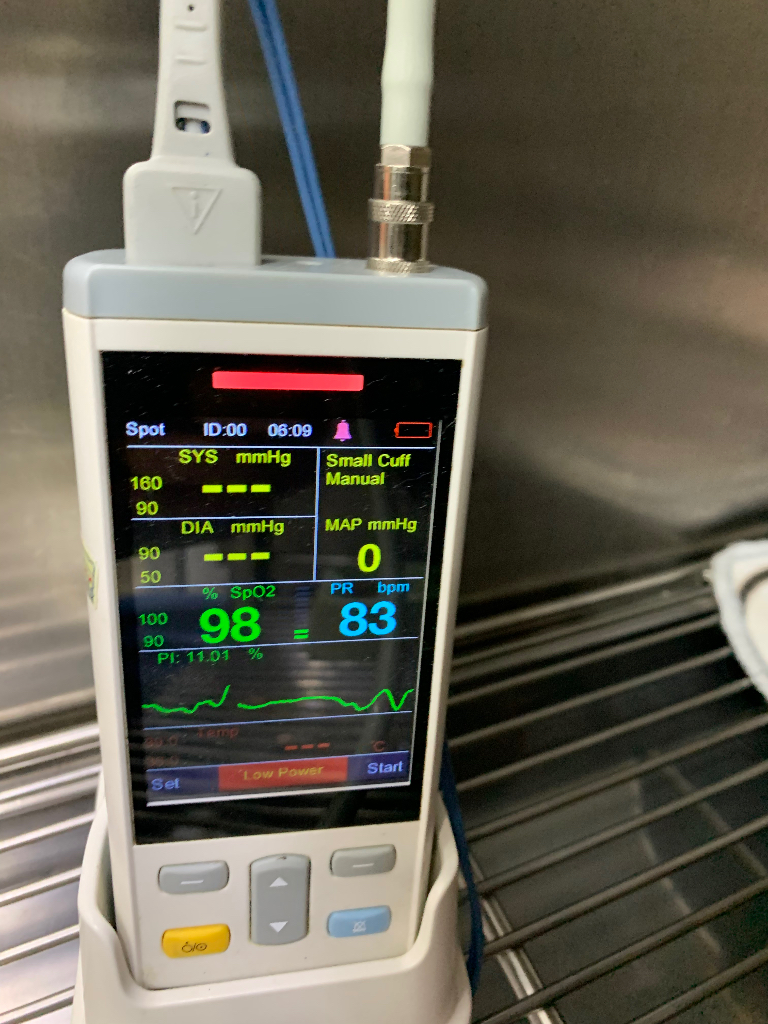 Spot ID:00 06:09
SYS mmHg
160
90
---
Small Cuff
Manual
DIA mmHg
90
50
---
MAP mmHg
0
% SpO2
100
90
98
PR bpm
83
PI: 11.01 %
Temp
---
°C
Set
Low Power
Start